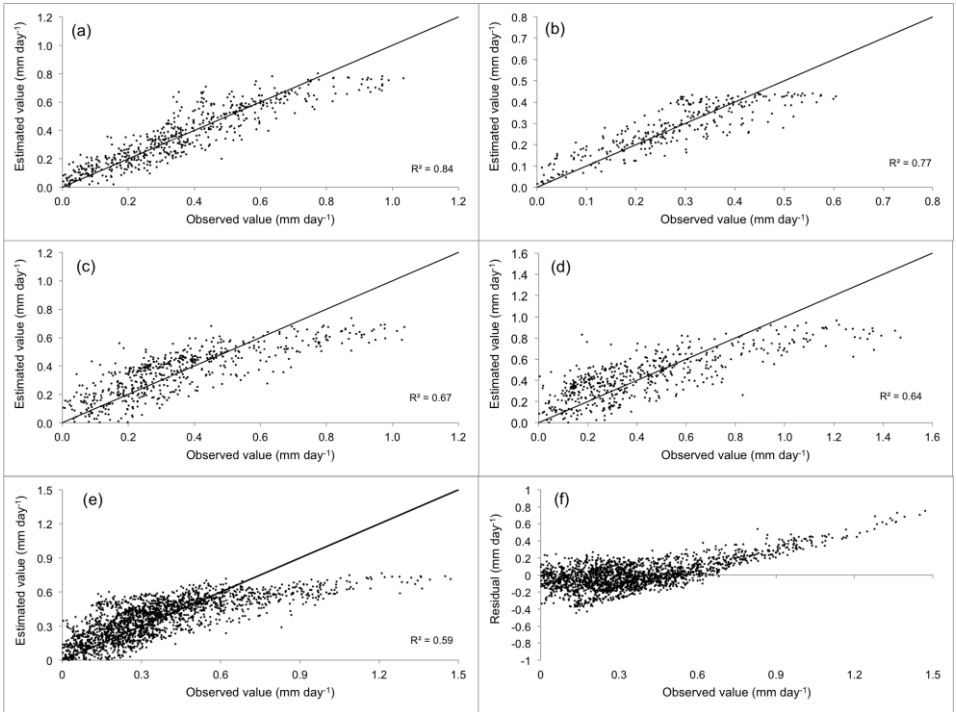 (a)
Estimated value (mm day⁻¹)
1.2
1.0
0.8
0.6
0.4
0.2
0.0
0.0 0.2 0.4 0.6 0.8 1.0 1.2
R² = 0.84
Observed value (mm day⁻¹)
(b)
Estimated value (mm day⁻¹)
0.8
0.7
0.6
0.5
0.4
0.3
0.2
0.1
0.0
0.0 0.1 0.2 0.3 0.4 0.5 0.6 0.7 0.8
R² = 0.77
Observed value (mm day⁻¹)
(c)
Estimated value (mm day⁻¹)
1.2
1.0
0.8
0.6
0.4
0.2
0.0
0.0 0.2 0.4 0.6 0.8 1.0 1.2
R² = 0.67
Observed value (mm day⁻¹)
(d)
Estimated value (mm day⁻¹)
1.6
1.4
1.2
1.0
0.8
0.6
0.4
0.2
0.0
0.0 0.2 0.4 0.6 0.8 1.0 1.2 1.4 1.6
R² = 0.64
Observed value (mm day⁻¹)
(e)
Estimated value (mm day⁻¹)
1.5
1.2
0.9
0.6
0.3
0
0 0.3 0.6 0.9 1.2 1.5
R² = 0.59
Observed value (mm day⁻¹)
(f)
Residual (mm day⁻¹)
1
0.8
0.6
0.4
0.2
0
-0.2
-0.4
-0.6
-0.8
-1
0 0.3 0.6 0.9 1.2 1.5
Observed value (mm day⁻¹)